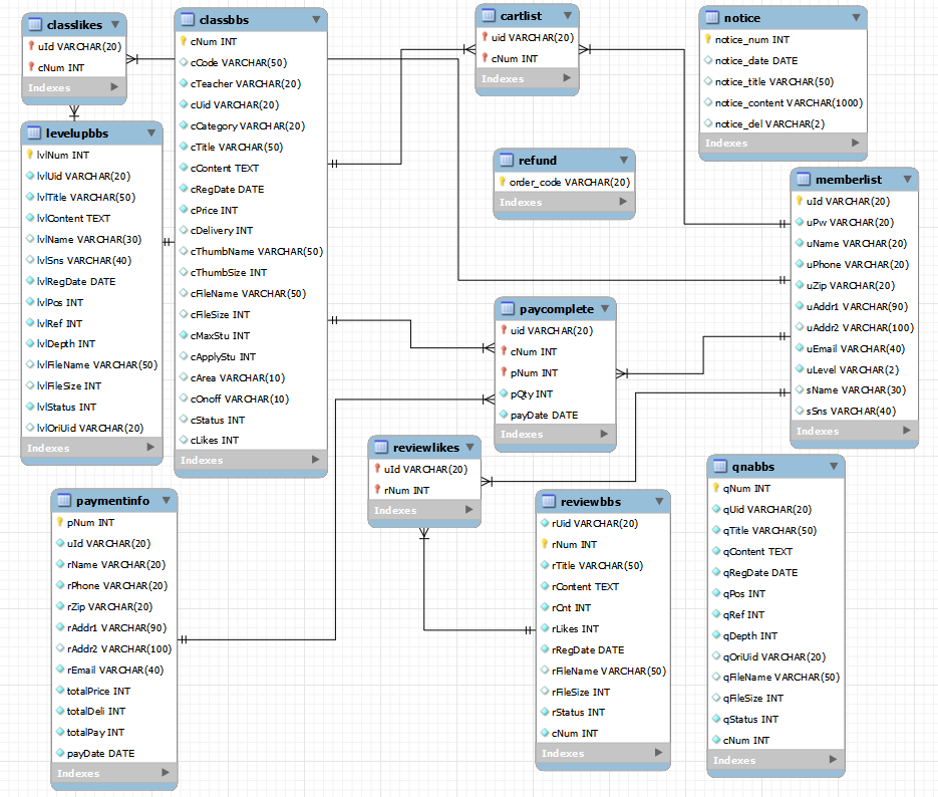 classlikes
uId VARCHAR(20)
cNum INT
Indexes
classbbs
cNum INT
cCode VARCHAR(50)
cTeacher VARCHAR(20)
cUid VARCHAR(20)
cCategory VARCHAR(20)
cTitle VARCHAR(50)
cContent TEXT
cRegDate DATE
cPrice INT
cDelivery INT
cThumbName VARCHAR(50)
cThumbSize INT
cFileName VARCHAR(50)
cFileSize INT
cMaxStu INT
cApplyStu INT
cArea VARCHAR(10)
cOnoff VARCHAR(10)
cStatus INT
cLikes INT
Indexes
cartlist
uid VARCHAR(20)
cNum INT
Indexes
notice
notice_num INT
notice_date DATE
notice_title VARCHAR(50)
notice_content VARCHAR(1000)
notice_del VARCHAR(2)
Indexes
levelupbbs
lvlNum INT
lvlUid VARCHAR(20)
lvlTitle VARCHAR(50)
lvlContent TEXT
lvlName VARCHAR(30)
lvlSns VARCHAR(40)
lvlRegDate DATE
lvlPos INT
lvlRef INT
lvlDepth INT
lvlFileName VARCHAR(50)
lvlFileSize INT
lvlStatus INT
lvlOriUid VARCHAR(20)
Indexes
refund
order_code VARCHAR(20)
Indexes
memberlist
uId VARCHAR(20)
uPw VARCHAR(20)
uName VARCHAR(20)
uPhone VARCHAR(20)
uZip VARCHAR(20)
uAddr1 VARCHAR(90)
uAddr2 VARCHAR(100)
uEmail VARCHAR(40)
uLevel VARCHAR(2)
sName VARCHAR(30)
sSns VARCHAR(40)
Indexes
paycomplete
uid VARCHAR(20)
cNum INT
pNum INT
pQty INT
payDate DATE
Indexes
reviewlikes
uId VARCHAR(20)
rNum INT
Indexes
paymentinfo
pNum INT
uId VARCHAR(20)
rName VARCHAR(20)
rPhone VARCHAR(20)
rZip VARCHAR(20)
rAddr1 VARCHAR(90)
rAddr2 VARCHAR(100)
rEmail VARCHAR(40)
totalPrice INT
totalDeli INT
totalPay INT
payDate DATE
Indexes
reviewbbs
rUid VARCHAR(20)
rNum INT
rTitle VARCHAR(50)
rContent TEXT
rCnt INT
rLikes INT
rRegDate DATE
rFileName VARCHAR(50)
rFileSize INT
rStatus INT
cNum INT
Indexes
qnabbs
qNum INT
qUid VARCHAR(20)
qTitle VARCHAR(50)
qContent TEXT
qRegDate DATE
qPos INT
qRef INT
qDepth INT
qOriUid VARCHAR(20)
qFileName VARCHAR(50)
qFileSize INT
qStatus INT
cNum INT
Indexes